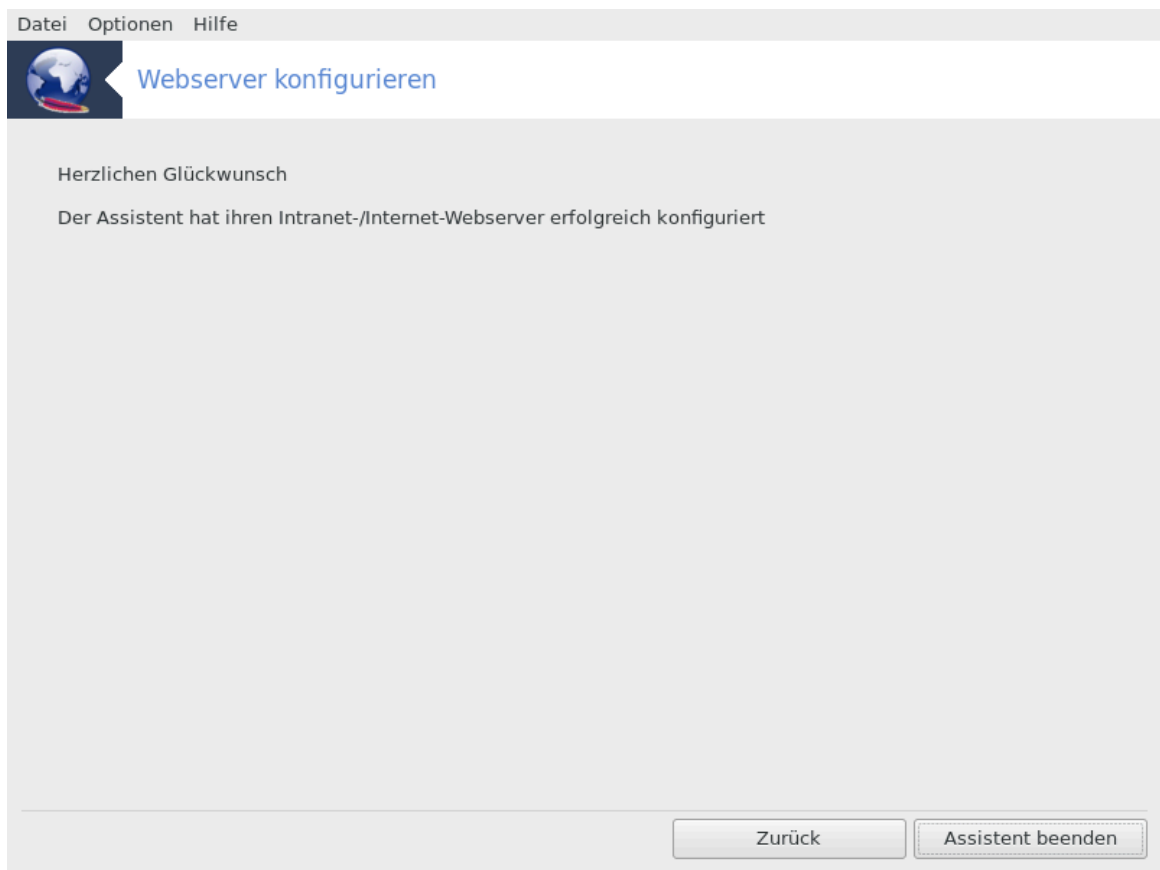 Datei Optionen Hilfe
Webserver konfigurieren
Herzlichen Glückwunsch
Der Assistent hat ihren Intranet-/Internet-Webserver erfolgreich konfiguriert
Zurück Assistent beenden